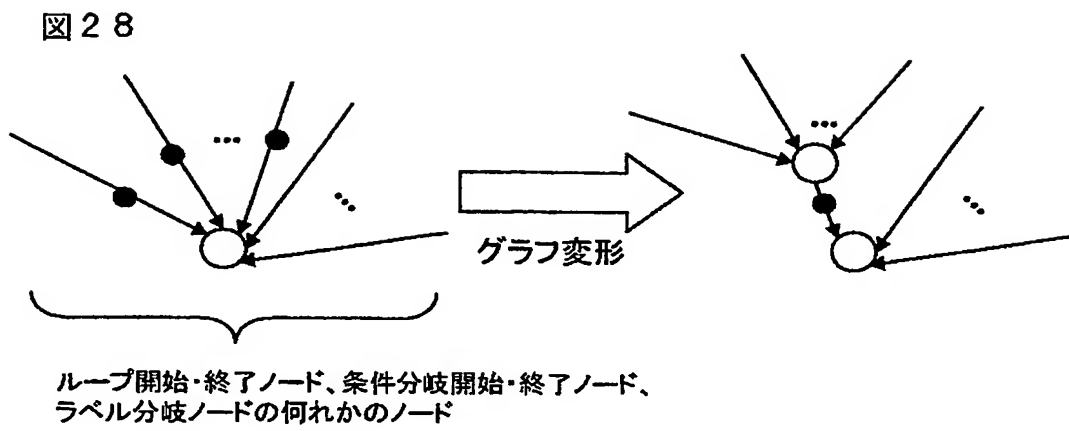 図２８
グラフ変形
ループ開始・終了ノード、条件分岐開始・終了ノード、
ラベル分岐ノードの何れかのノード